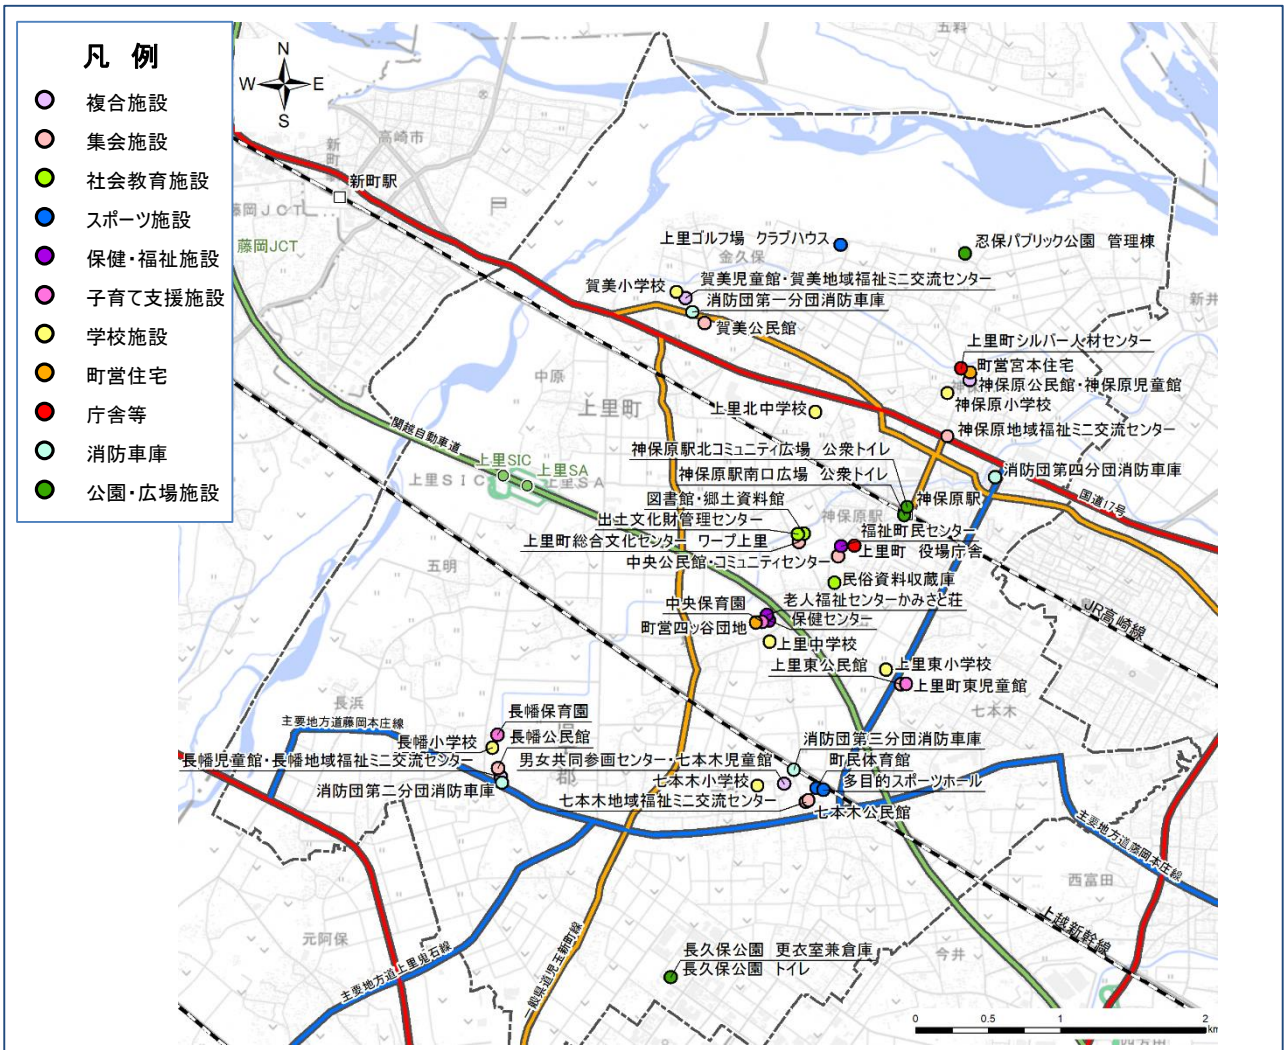 凡 例
複合施設
集会施設
社会教育施設
スポーツ施設
保健・福祉施設
子育て支援施設
学校施設
町営住宅
庁舎等
消防車庫
公園・広場施設
N
W
E
S
五料
高崎市
新町
新町駅
藤岡JCT
藤岡JCT
上里ゴルフ場 クラブハウス
金久保
忍保パブリック公園 管理棟
賀美小学校
賀美児童館・賀美地域福祉ミニ交流センター
消防団第一分団消防車庫
賀美公民館
新井
上里町シルバー人材センター
町営宮本住宅
神保原公民館・神保原児童館
神保原小学校
中原
上里町
上里北中学校
神保原地域福祉ミニ交流センター
関越自動車道
神保原駅北コミュニティ広場 公衆トイレ
上里SIC
上里SA
上里SIC
上里SA
神保原駅南口広場 公衆トイレ
消防団第四分団消防車庫
国道17号
図書館・郷土資料館
神保原駅
神保原駅
出土文化財管理センター
福祉町民センター
上里町総合文化センター ワープ上里
上里町 役場庁舎
中央公民館・コミュニティセンター
五明
民俗資料収蔵庫
中央保育園
老人福祉センターかみさと荘
町営四ッ谷団地
保健センター
JR高崎線
上里中学校
上里東公民館
上里東小学校
上里町東児童館
長浜
七本木
主要地方道藤岡本庄線
長幡保育園
長幡小学校
長幡公民館
長幡児童館・長幡地域福祉ミニ交流センター
男女共同参画センター・七本木児童館
消防団第三分団消防車庫
町民体育館
七本木小学校
多目的スポーツホール
消防団第二分団消防車庫
七本木地域福祉ミニ交流センター
七本木公民館
郡
主要地方道藤岡本庄線
西富田
上越新幹線
元阿保
主要地方道上里鬼石線
一般県道児玉新町線
長久保公園 更衣室兼倉庫
長久保公園 トイレ
今井
0 0.5 1 2
km
四方田